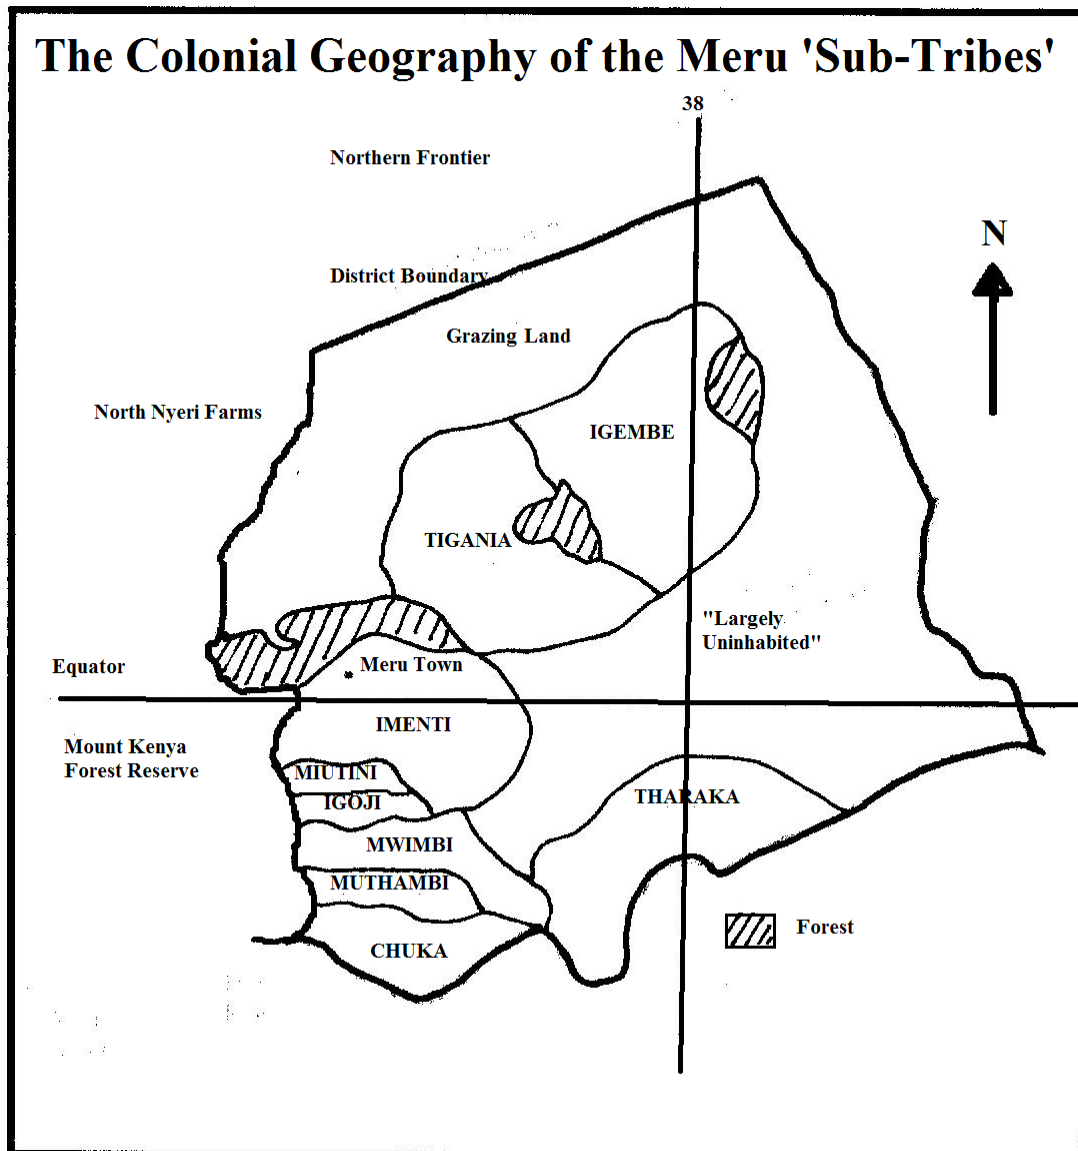 The Colonial Geography of the Meru 'Sub-Tribes'
38
Northern Frontier
N
District Boundary
Grazing Land
North Nyeri Farms
IGEMBE
TIGANIA
"Largely
Uninhabited"
Equator
Meru Town
IMENTI
Mount Kenya
Forest Reserve
MIUTINI
IGOJI
THARAKA
MWIMBI
MUTHAMBI
Forest
CHUKA